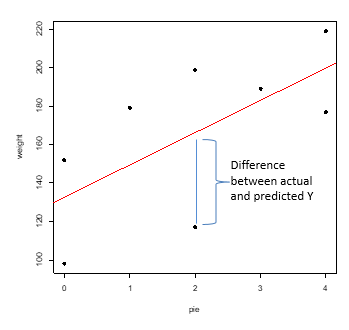 220
200
180
160
140
120
100
weight
Difference
between actual
and predicted Y
0 1 2 3 4
pie